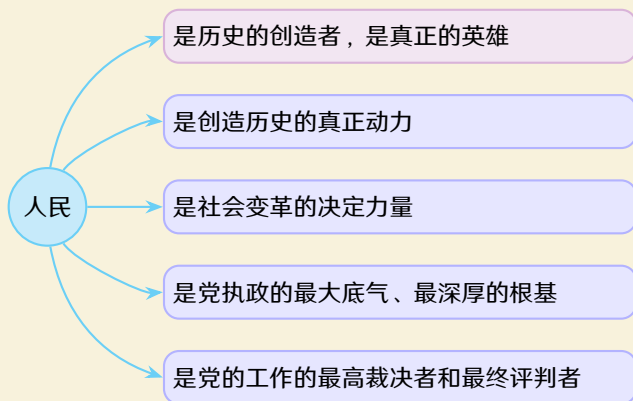 是历史的创造者，是真正的英雄
是创造历史的真正动力
人民
是社会变革的决定力量
是党执政的最大底气、最深厚的根基
是党的工作的最高裁决者和最终评判者